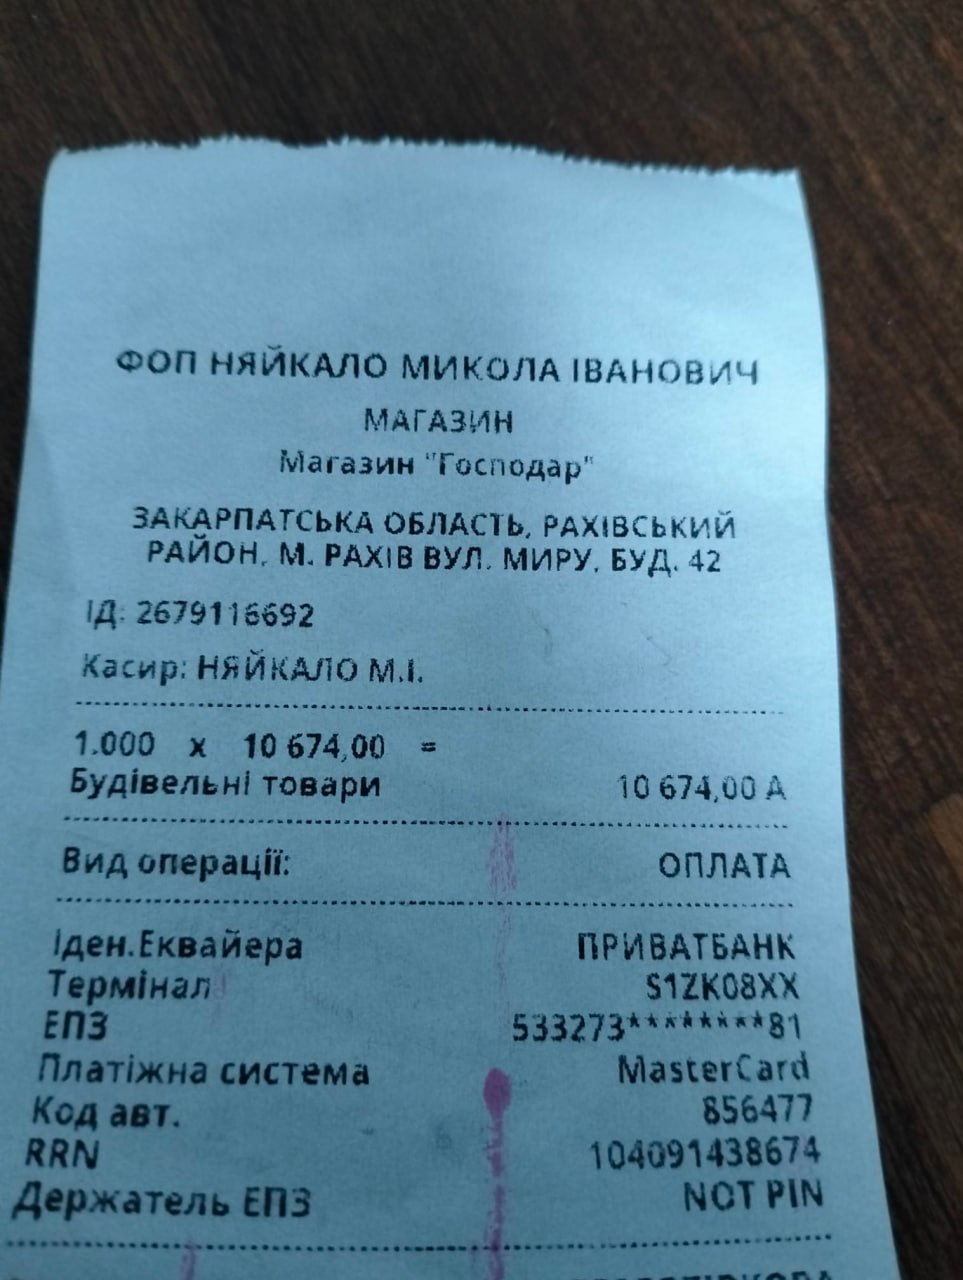 ФОП НЯЙКАЛО МИКОЛА ІВАНОВИЧ
МАГАЗИН
Магазин "Господар"
ЗАКАРПАТСЬКА ОБЛАСТЬ, РАХІВСЬКИЙ
РАЙОН, М. РАХІВ ВУЛ. МИРУ, БУД. 42
ІД: 2679116692
Касир: НЯЙКАЛО М.І.
1.000 x 10 674,00 =
Будівельні товари 10 674,00 А
Вид операції: ОПЛАТА
Іден.Еквайєра ПРИВАТБАНК
Термінал S1ZK08XX
ЕПЗ 533273********81
Платіжна система MasterCard
Код авт. 856477
RRN 104091438674
Держатель ЕПЗ NOT PIN